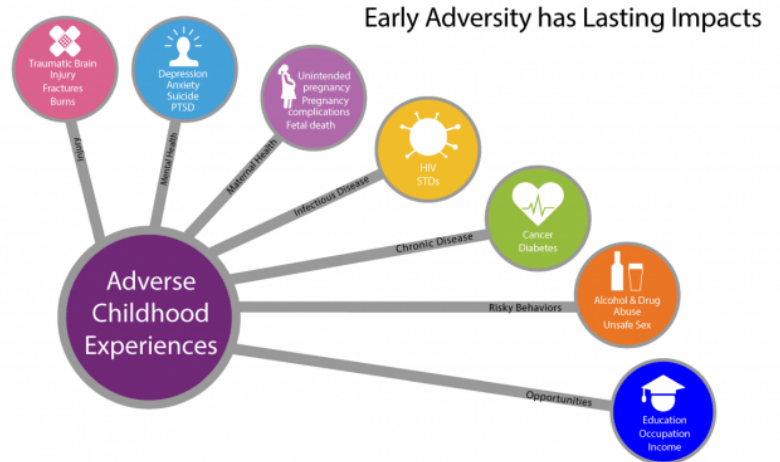 Early Adversity has Lasting Impacts
Traumatic Brain
Injury
Fractures
Burns
Depression
Anxiety
Suicide
PTSD
Unintended
pregnancy
Pregnancy
complications
Fetal death
HIV
STDs
Cancer
Diabetes
Alcohol & Drug
Abuse
Unsafe Sex
Education
Occupation
Income
Injury
Mental Health
Maternal Health
Infectious Disease
Chronic Disease
Risky Behaviors
Opportunities
Adverse
Childhood
Experiences